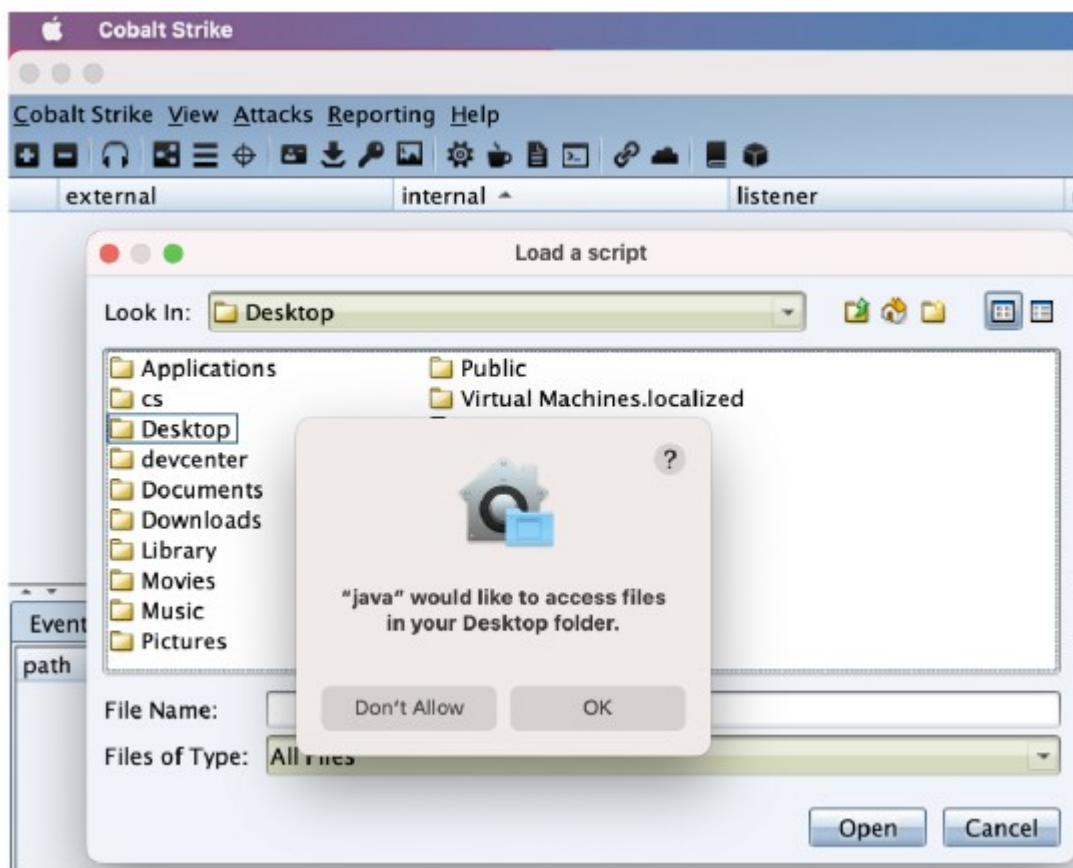 Cobalt Strike
Cobalt Strike View Attacks Reporting Help
external internal listener
Load a script
Look In: Desktop
Applications Public
cs Virtual Machines.localized
Desktop
devcenter
Documents
Downloads
Library
Movies
Music
Pictures
?
"java" would like to access files
in your Desktop folder.
Don't Allow OK
Event
path
File Name:
Files of Type: All Files
Open Cancel